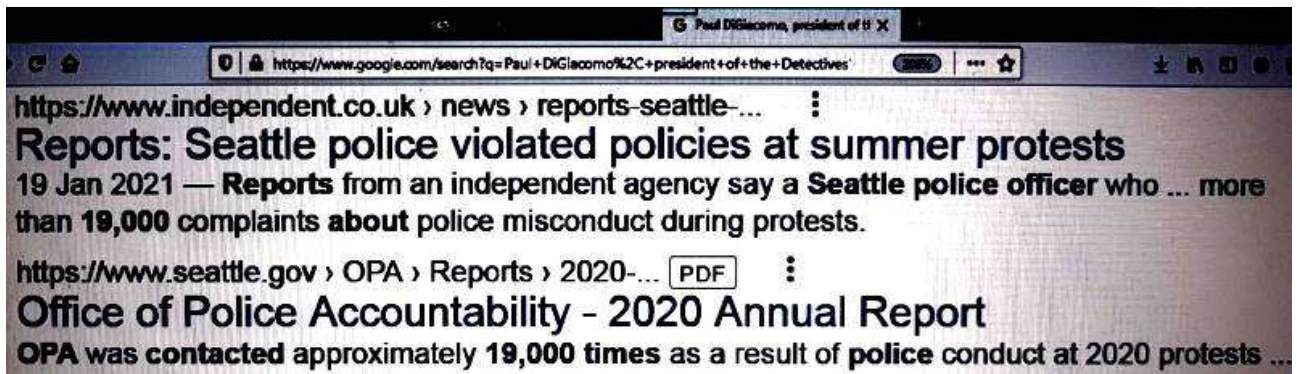 G Paul DiGiacomo, president of t
https://www.google.com/search?q=Paul+DiGiacomo%2C+president+of+the+Detectives'
https://www.independent.co.uk › news › reports-seattle-...
Reports: Seattle police violated policies at summer protests
19 Jan 2021 — Reports from an independent agency say a Seattle police officer who ... more
than 19,000 complaints about police misconduct during protests.
https://www.seattle.gov › OPA › Reports › 2020-... PDF
Office of Police Accountability - 2020 Annual Report
OPA was contacted approximately 19,000 times as a result of police conduct at 2020 protests ...